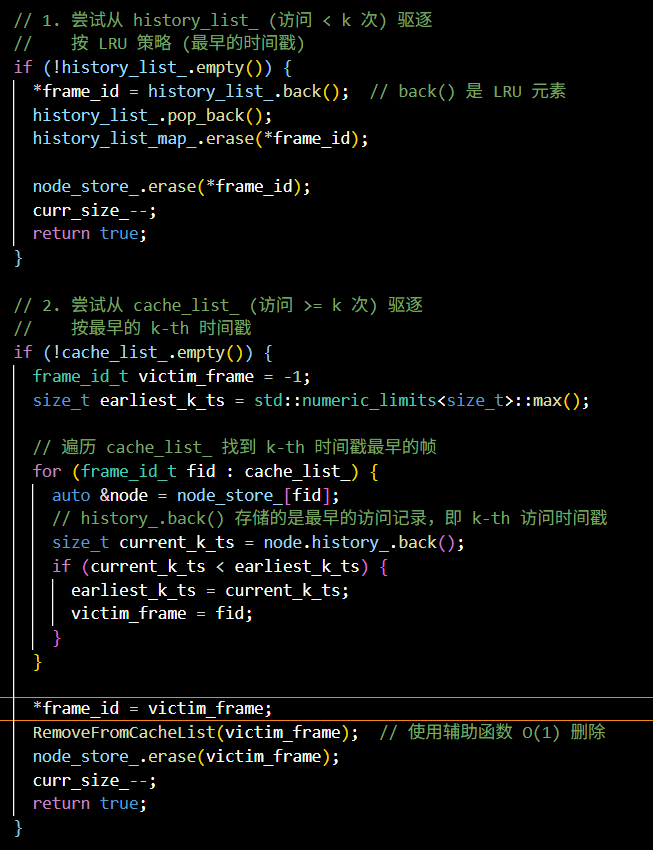 // 1. 尝试从 history_list_ (访问 < k 次) 驱逐
//    按 LRU 策略 (最早的时间戳)
if (!history_list_.empty()) {
  *frame_id = history_list_.back();  // back() 是 LRU 元素
  history_list_.pop_back();
  history_list_map_.erase(*frame_id);

  node_store_.erase(*frame_id);
  curr_size_--;
  return true;
}

// 2. 尝试从 cache_list_ (访问 >= k 次) 驱逐
//    按最早的 k-th 时间戳
if (!cache_list_.empty()) {
  frame_id_t victim_frame = -1;
  size_t earliest_k_ts = std::numeric_limits<size_t>::max();

  // 遍历 cache_list_ 找到 k-th 时间戳最早的帧
  for (frame_id_t fid : cache_list_) {
    auto &node = node_store_[fid];
    // history_.back() 存储的是最早的访问记录，即 k-th 访问时间戳
    size_t current_k_ts = node.history_.back();
    if (current_k_ts < earliest_k_ts) {
      earliest_k_ts = current_k_ts;
      victim_frame = fid;
    }
  }

  *frame_id = victim_frame;
  RemoveFromCacheList(victim_frame);  // 使用辅助函数 O(1) 删除
  node_store_.erase(victim_frame);
  curr_size_--;
  return true;
}